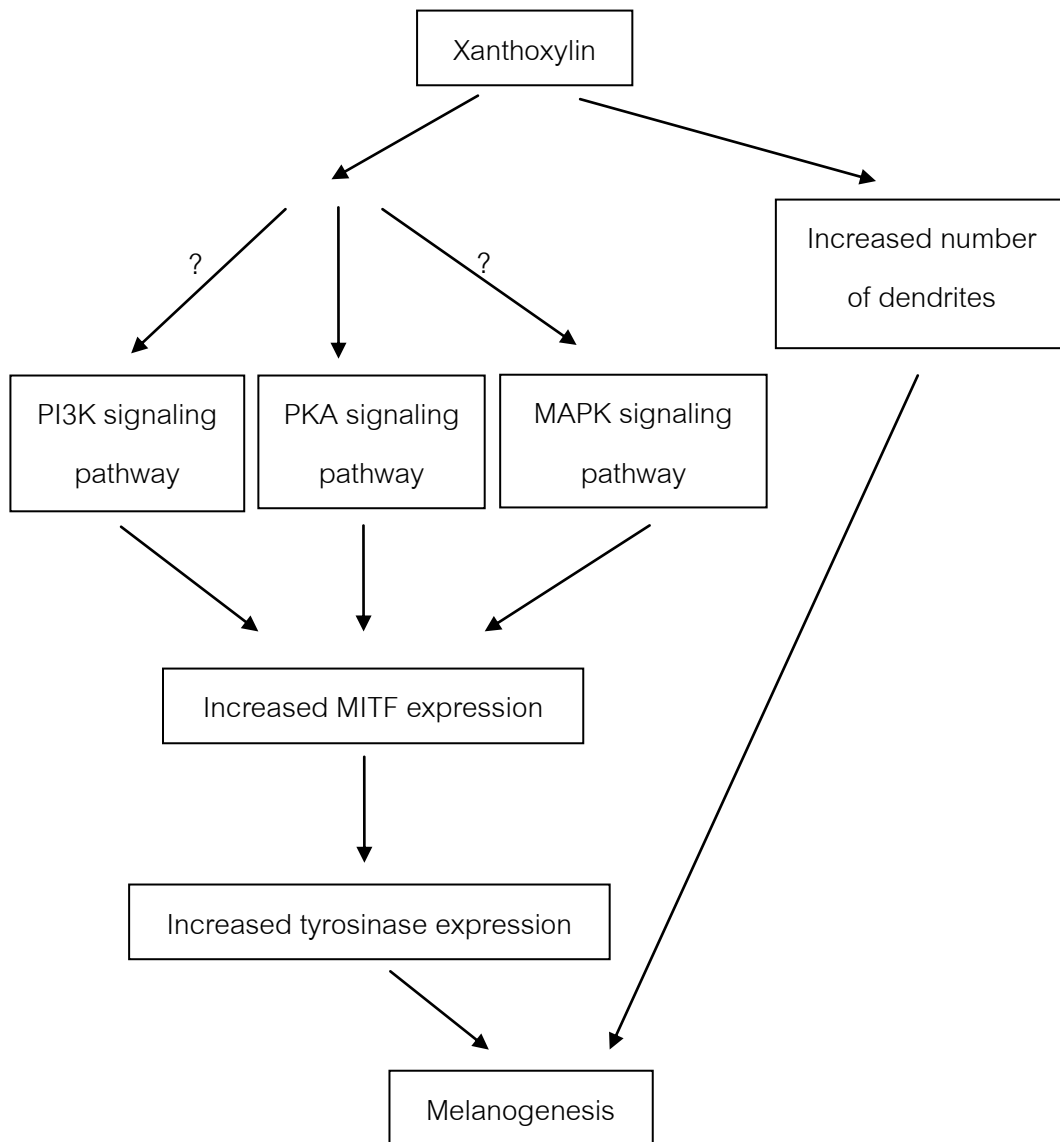 Xanthoxylin
Increased number
of dendrites
?
?
PI3K signaling
pathway
PKA signaling
pathway
MAPK signaling
pathway
Increased MITF expression
Increased tyrosinase expression
Melanogenesis